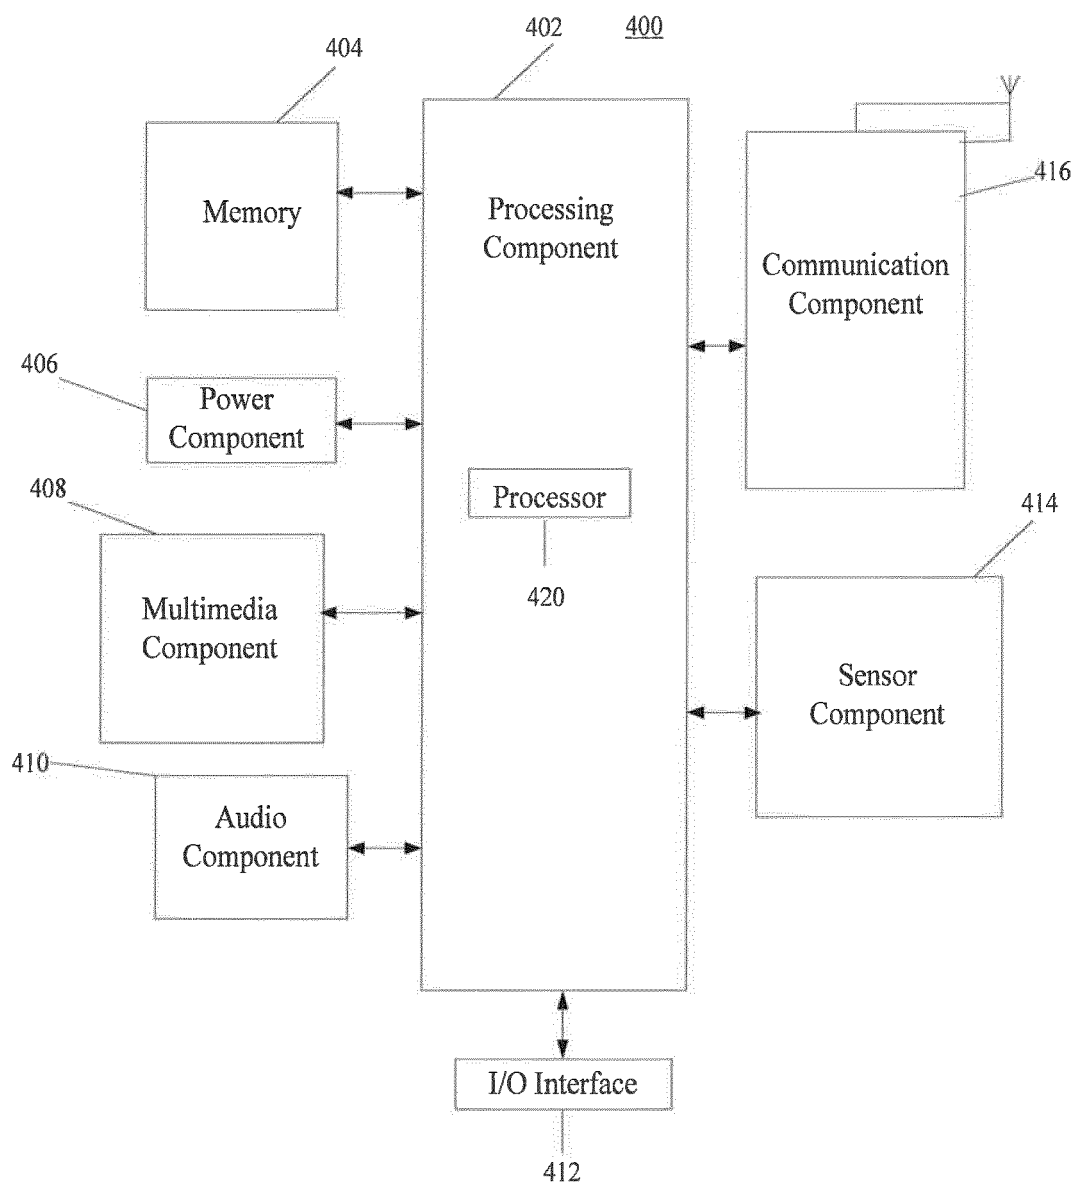 402
400
404
Memory
Processing
Component
416
Communication
Component
406
Power
Component
408
Processor
414
420
Multimedia
Component
Sensor
Component
410
Audio
Component
I/O Interface
412